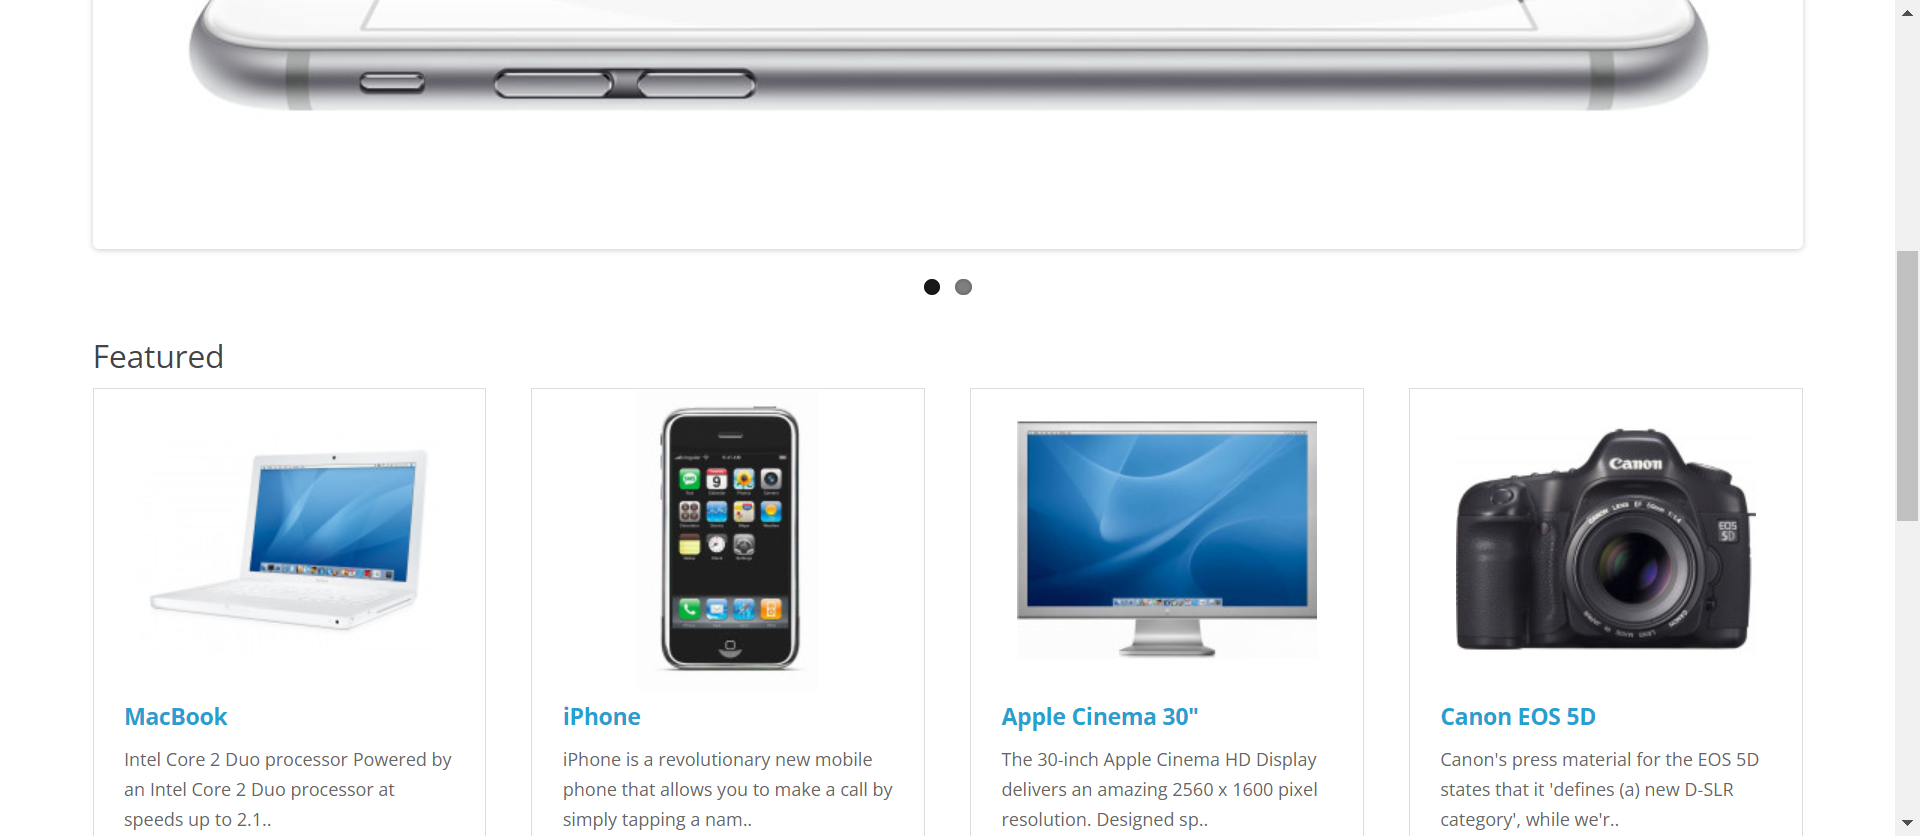 Featured
Canon
EOS
5D
MacBook
Intel Core 2 Duo processor Powered by
an Intel Core 2 Duo processor at
speeds up to 2.1..
iPhone
iPhone is a revolutionary new mobile
phone that allows you to make a call by
simply tapping a nam..
Apple Cinema 30"
The 30-inch Apple Cinema HD Display
delivers an amazing 2560 x 1600 pixel
resolution. Designed sp..
Canon EOS 5D
Canon's press material for the EOS 5D
states that it 'defines (a) new D-SLR
category', while we'r..